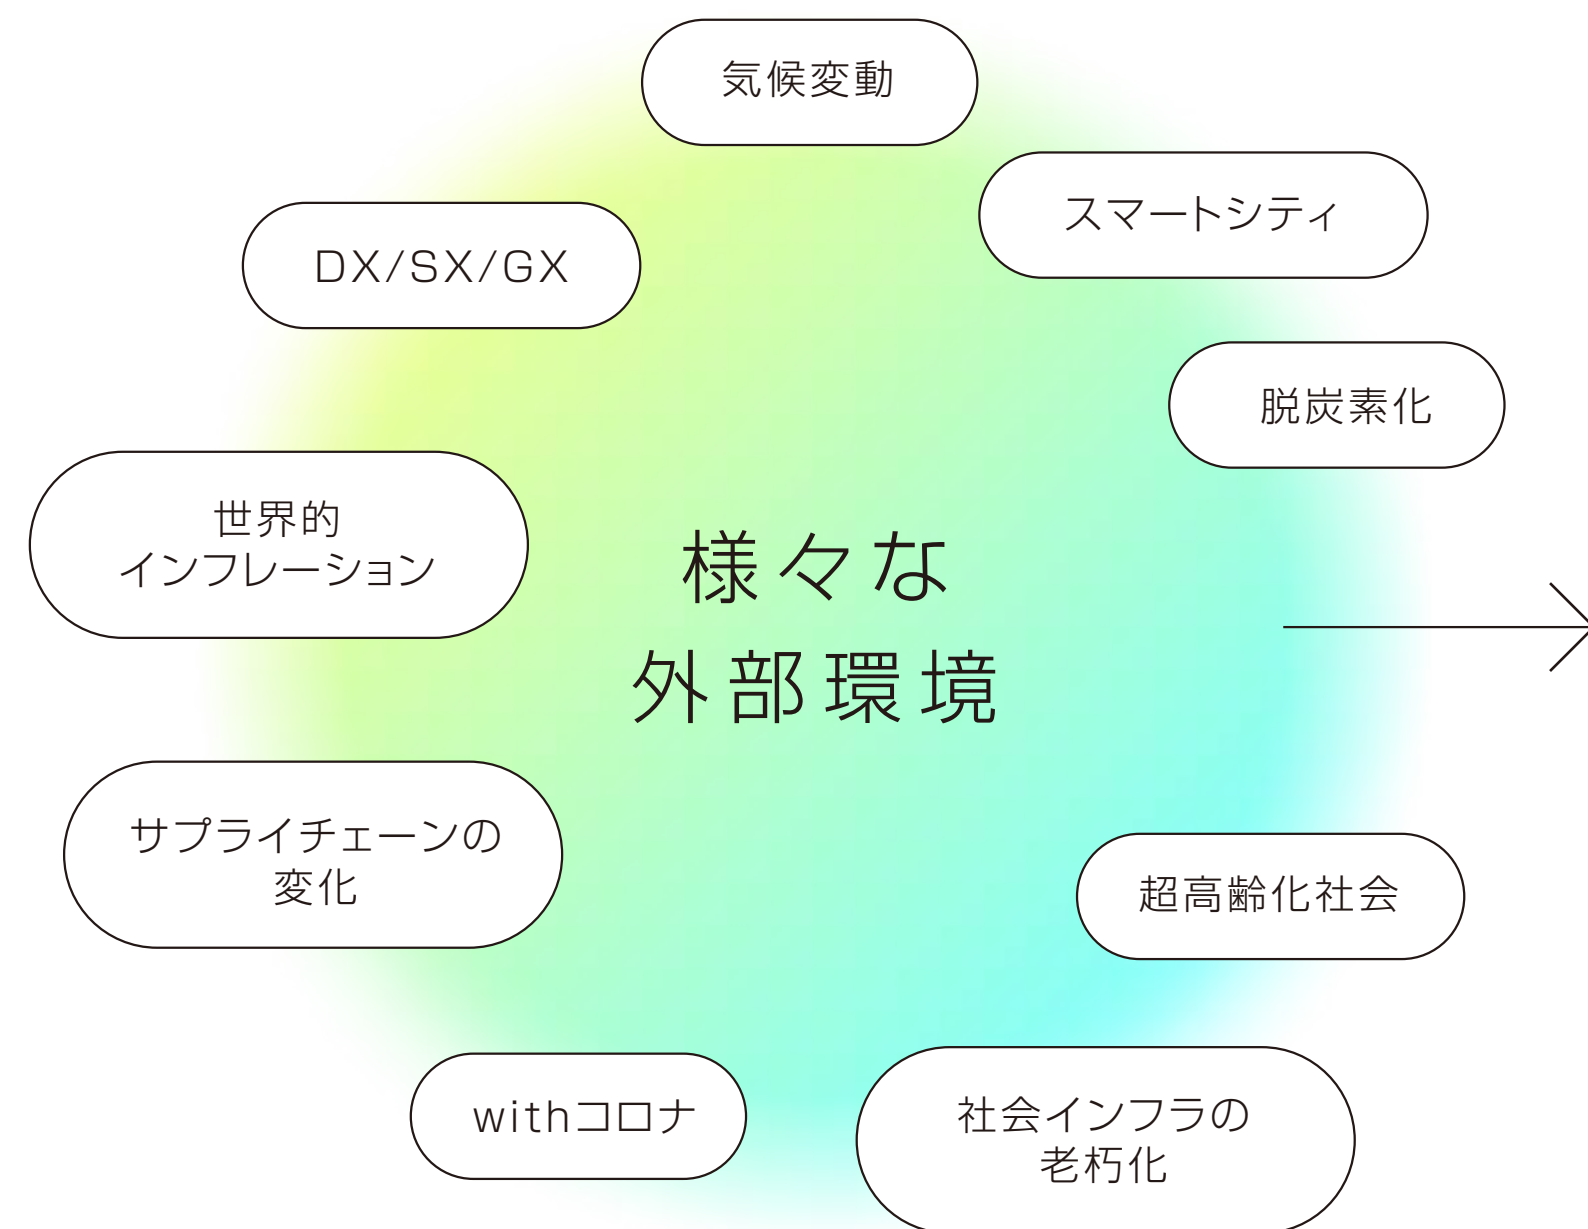 気候変動
スマートシティ
DX/SX/GX
脱炭素化
世界的
インフレーション
様々な
外部環境
サプライチェーンの
変化
超高齢化社会
withコロナ
社会インフラの
老朽化